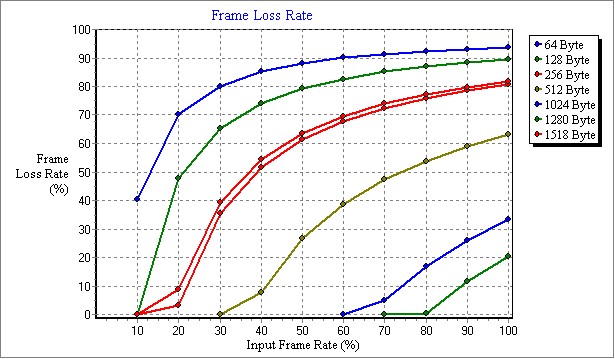 Frame Loss Rate
100
90
80
70
60
50
40
30
20
10
0
Frame
Loss Rate
(%)
10 20 30 40 50 60 70 80 90 100
Input Frame Rate (%)
64 Byte
128 Byte
256 Byte
512 Byte
1024 Byte
1280 Byte
1518 Byte